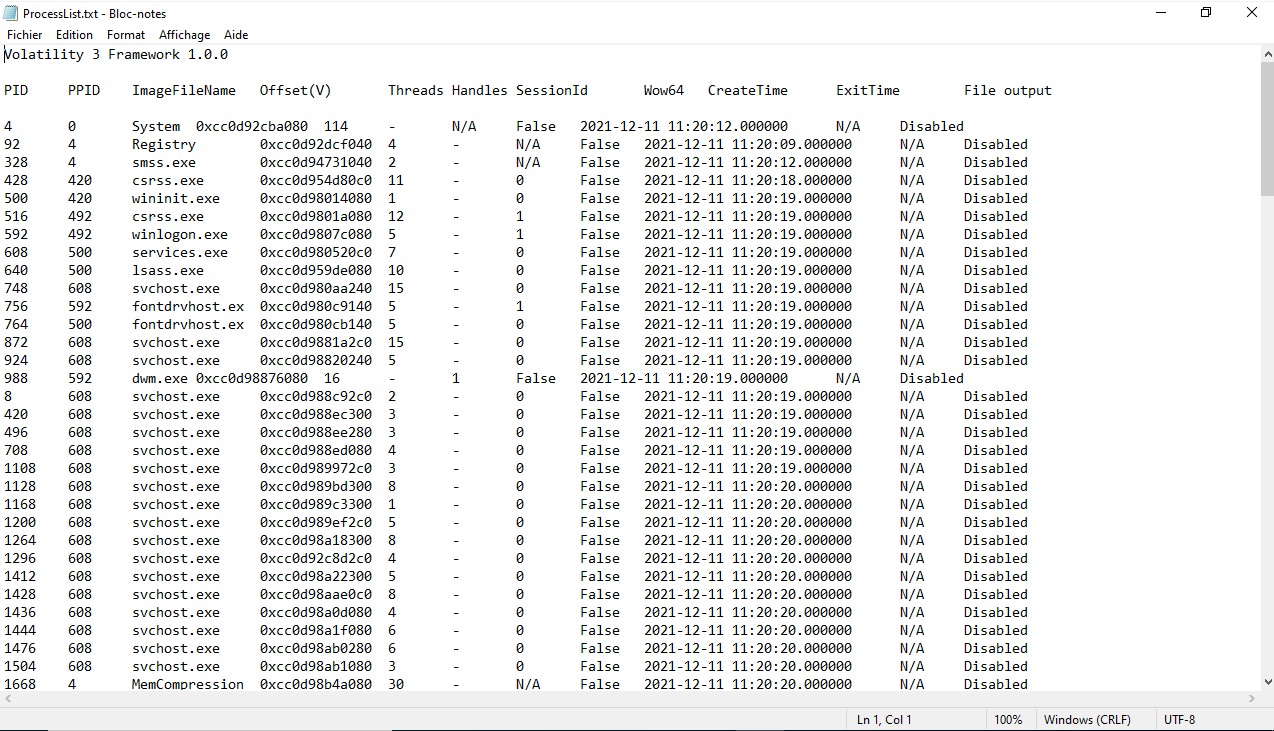 ProcessList.txt - Bloc-notes
Fichier Edition Format Affichage Aide
Volatility 3 Framework 1.0.0
PID PPID ImageFileName Offset(V) Threads Handles SessionId Wow64 CreateTime ExitTime File output
4 0 System 0xcc0d92cba080 114 - N/A False 2021-12-11 11:20:12.000000 N/A Disabled
92 4 Registry 0xcc0d92dcf040 4 - N/A False 2021-12-11 11:20:09.000000 N/A Disabled
328 4 smss.exe 0xcc0d94731040 2 - N/A False 2021-12-11 11:20:12.000000 N/A Disabled
428 420 csrss.exe 0xcc0d954d80c0 11 - 0 False 2021-12-11 11:20:18.000000 N/A Disabled
500 420 wininit.exe 0xcc0d98014080 1 - 0 False 2021-12-11 11:20:19.000000 N/A Disabled
516 492 csrss.exe 0xcc0d9801a080 12 - 1 False 2021-12-11 11:20:19.000000 N/A Disabled
592 492 winlogon.exe 0xcc0d9807c080 5 - 1 False 2021-12-11 11:20:19.000000 N/A Disabled
608 500 services.exe 0xcc0d980520c0 7 - 0 False 2021-12-11 11:20:19.000000 N/A Disabled
640 500 lsass.exe 0xcc0d959de080 10 - 0 False 2021-12-11 11:20:19.000000 N/A Disabled
748 608 svchost.exe 0xcc0d980aa240 15 - 0 False 2021-12-11 11:20:19.000000 N/A Disabled
756 592 fontdrvhost.ex 0xcc0d980c9140 5 - 1 False 2021-12-11 11:20:19.000000 N/A Disabled
764 500 fontdrvhost.ex 0xcc0d980cb140 5 - 0 False 2021-12-11 11:20:19.000000 N/A Disabled
872 608 svchost.exe 0xcc0d9881a2c0 15 - 0 False 2021-12-11 11:20:19.000000 N/A Disabled
924 608 svchost.exe 0xcc0d98820240 5 - 0 False 2021-12-11 11:20:19.000000 N/A Disabled
988 592 dwm.exe 0xcc0d98876080 16 - 1 False 2021-12-11 11:20:19.000000 N/A Disabled
8 608 svchost.exe 0xcc0d988c92c0 2 - 0 False 2021-12-11 11:20:19.000000 N/A Disabled
420 608 svchost.exe 0xcc0d988ec300 3 - 0 False 2021-12-11 11:20:19.000000 N/A Disabled
496 608 svchost.exe 0xcc0d988ee280 3 - 0 False 2021-12-11 11:20:19.000000 N/A Disabled
708 608 svchost.exe 0xcc0d988ed080 4 - 0 False 2021-12-11 11:20:19.000000 N/A Disabled
1108 608 svchost.exe 0xcc0d989972c0 3 - 0 False 2021-12-11 11:20:19.000000 N/A Disabled
1128 608 svchost.exe 0xcc0d989bd300 8 - 0 False 2021-12-11 11:20:20.000000 N/A Disabled
1168 608 svchost.exe 0xcc0d989c3300 1 - 0 False 2021-12-11 11:20:20.000000 N/A Disabled
1200 608 svchost.exe 0xcc0d989ef2c0 5 - 0 False 2021-12-11 11:20:20.000000 N/A Disabled
1264 608 svchost.exe 0xcc0d98a18300 8 - 0 False 2021-12-11 11:20:20.000000 N/A Disabled
1296 608 svchost.exe 0xcc0d92c8d2c0 4 - 0 False 2021-12-11 11:20:20.000000 N/A Disabled
1412 608 svchost.exe 0xcc0d98a22300 5 - 0 False 2021-12-11 11:20:20.000000 N/A Disabled
1428 608 svchost.exe 0xcc0d98aae0c0 8 - 0 False 2021-12-11 11:20:20.000000 N/A Disabled
1436 608 svchost.exe 0xcc0d98a0d080 4 - 0 False 2021-12-11 11:20:20.000000 N/A Disabled
1444 608 svchost.exe 0xcc0d98a1f080 6 - 0 False 2021-12-11 11:20:20.000000 N/A Disabled
1476 608 svchost.exe 0xcc0d98ab0280 6 - 0 False 2021-12-11 11:20:20.000000 N/A Disabled
1504 608 svchost.exe 0xcc0d98ab1080 3 - 0 False 2021-12-11 11:20:20.000000 N/A Disabled
1668 4 MemCompression 0xcc0d98b4a080 30 - N/A False 2021-12-11 11:20:20.000000 N/A Disabled
Ln 1, Col 1 100% Windows (CRLF) UTF-8